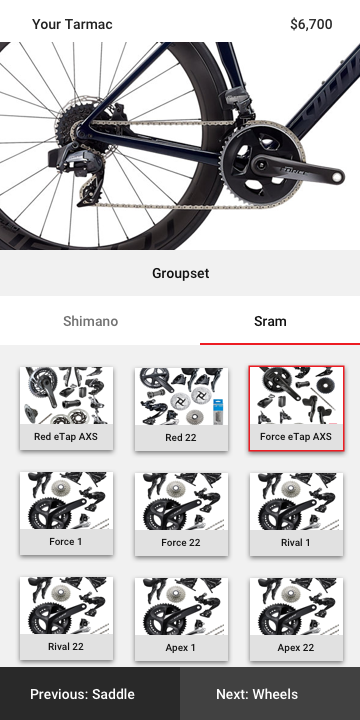 Your Tarmac $6,700
FORCE
Groupset
Shimano Sram
Red eTap AXS Red 22 Force eTap AXS
Force 1 Force 22 Rival 1
Rival 22 Apex 1 Apex 22
Previous: Saddle Next: Wheels